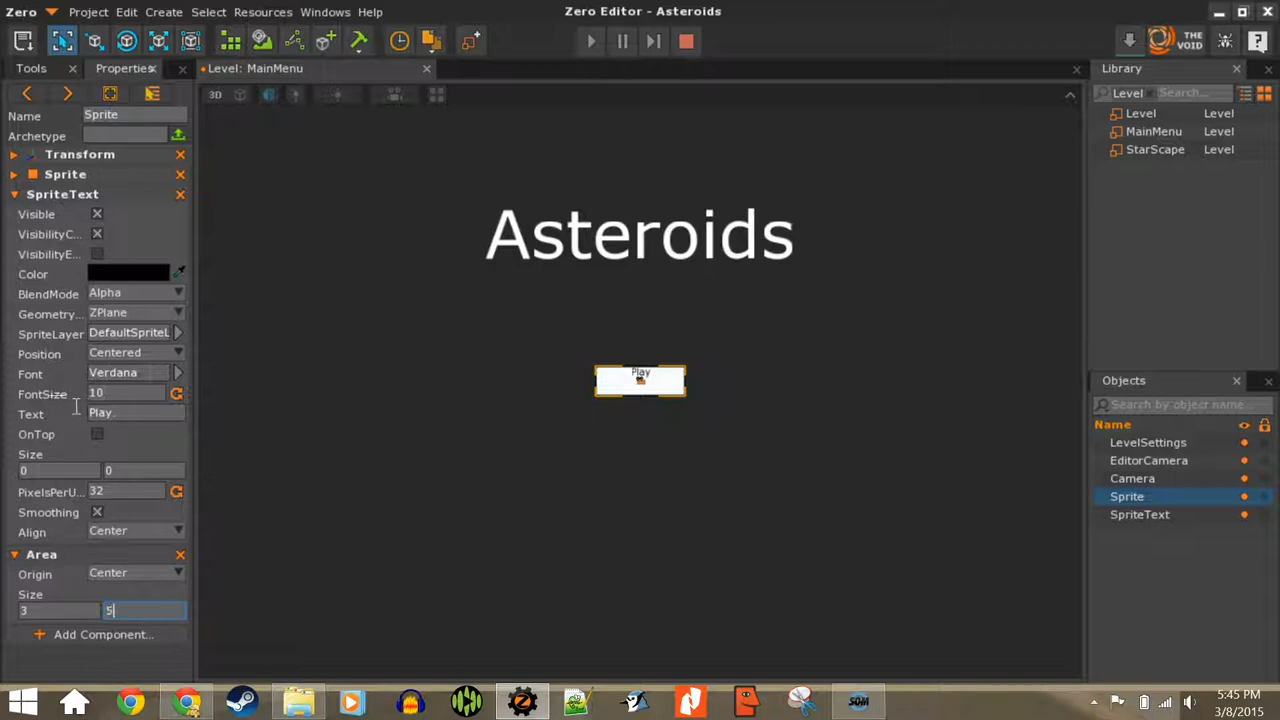 Zero Project Edit Create Select Resources Windows Help Zero Editor - Asteroids
THE VOID
Tools Properties Level: MainMenu Library
3D Level Search...
Name Sprite
Archetype
Level Level
MainMenu Level
StarScape Level
Transform
Sprite
SpriteText
Visible
VisibilityC...
VisibilityE...
Color
BlendMode Alpha
Geometry... ZPlane
SpriteLayer DefaultSpriteL
Position Centered
Font Verdana
FontSize 10
Text Play
OnTop
Size
0 0
PixelsPerU... 32
Smoothing
Align Center
Area
Origin Center
Size
3 5
Add Component...
Asteroids
Play
Objects
Search by object name...
Name
LevelSettings
EditorCamera
Camera
Sprite
SpriteText
SOM
5:45 PM
3/8/2015